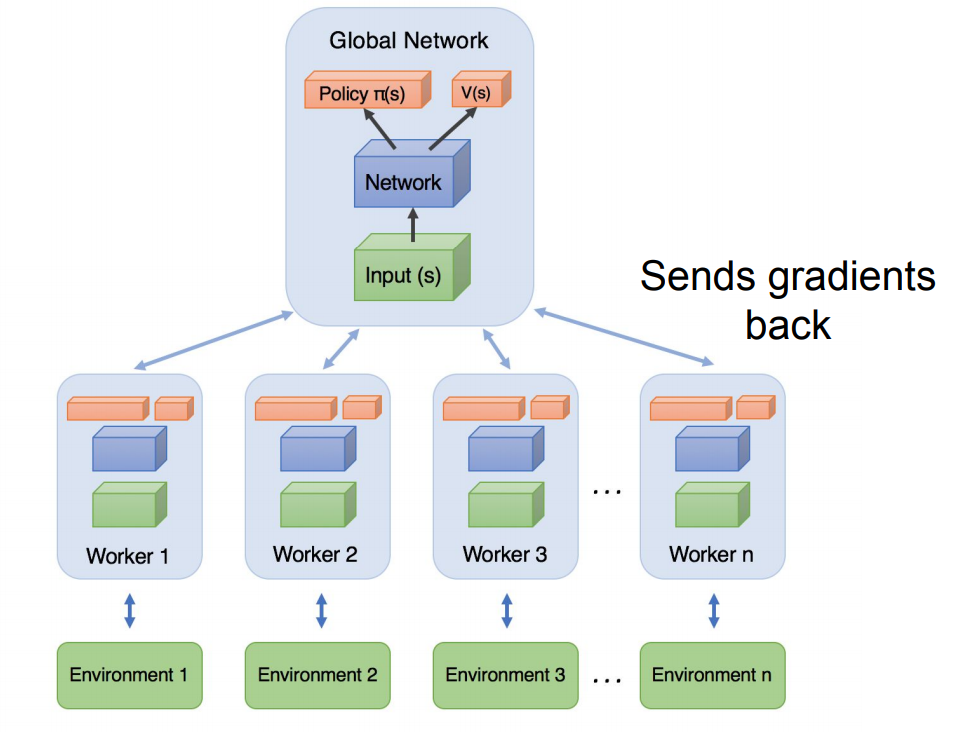 Global Network
Policy π(s)
V(s)
Network
Input (s)
Sends gradients
back
Worker 1
Worker 2
Worker 3
...
Worker n
Environment 1
Environment 2
Environment 3
...
Environment n